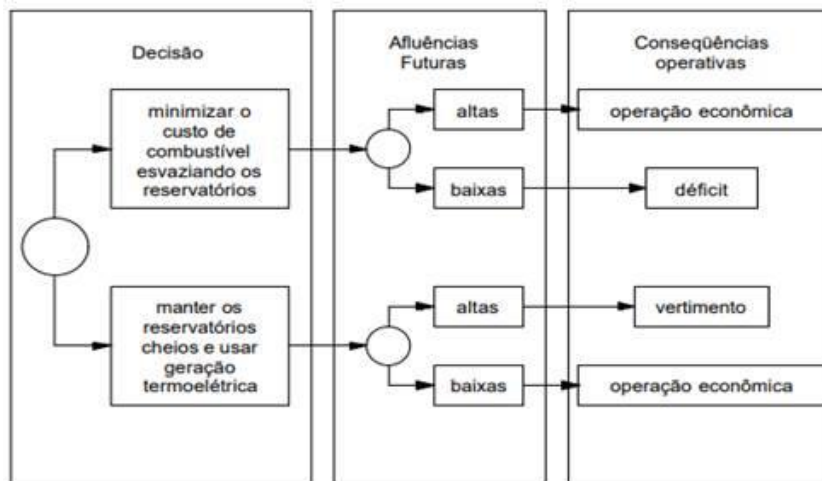 Decisão
Afluências
Futuras
Conseqüências
operativas
minimizar o
custo de
combustível
esvaziando os
reservatórios
altas
operação econômica
baixas
déficit
manter os
reservatórios
cheios e usar
geração
termoelétrica
altas
vertimento
baixas
operação econômica